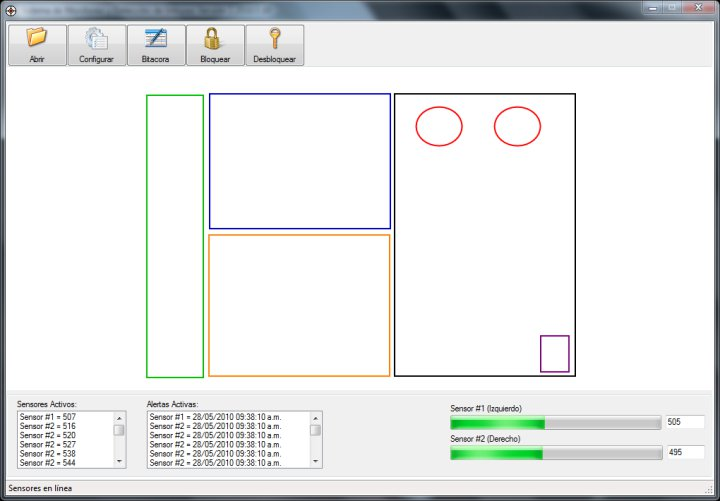 Abrir
Configurar
Bitacora
Bloquear
Desbloquear
Sensores Activos:
Sensor #1 = 507
Sensor #2 = 516
Sensor #2 = 520
Sensor #2 = 527
Sensor #2 = 538
Sensor #2 = 544
Alertas Activas:
Sensor #1 = 28/05/2010 09:38:10 a.m.
Sensor #2 = 28/05/2010 09:38:10 a.m.
Sensor #2 = 28/05/2010 09:38:10 a.m.
Sensor #2 = 28/05/2010 09:38:10 a.m.
Sensor #2 = 28/05/2010 09:38:10 a.m.
Sensor #2 = 28/05/2010 09:38:10 a.m.
Sensor #1 (Izquierdo)
505
Sensor #2 (Derecho)
495
Sensores en línea